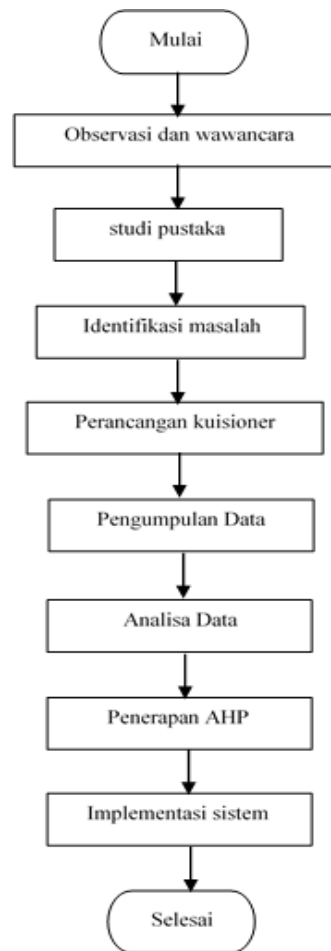 Mulai
Observasi dan wawancara
studi pustaka
Identifikasi masalah
Perancangan kuisioner
Pengumpulan Data
Analisa Data
Penerapan AHP
Implementasi sistem
Selesai